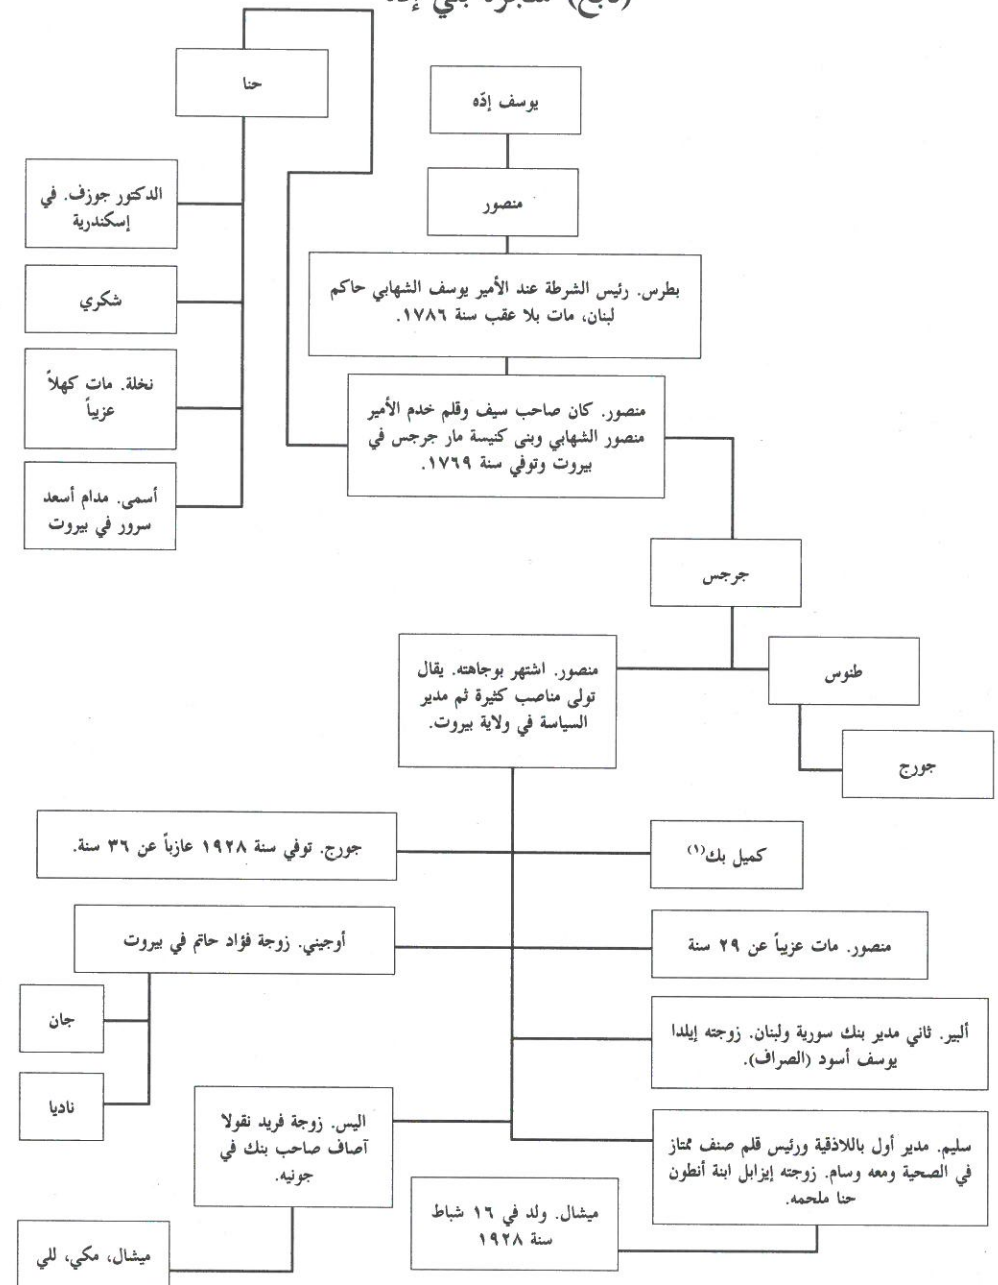 (تابع) شجرة بني إده
حنا
يوسف إدّه
الدكتور جوزف. في
إسكندرية
منصور
شكري
بطرس. رئيس الشرطة عند الأمير يوسف الشهابي حاكم
لبنان، مات بلا عقب سنة ١٧٨٦.
نخلة. مات كهلاً
عزيباً
منصور. كان صاحب سيف وقلم خدم الأمير
منصور الشهابي وبنى كنيسة مار جرجس في
بيروت وتوفي سنة ١٧٦٩.
أسمى. مدام أسعد
سرور في بيروت
جرجس
طنوس
منصور. اشتهر بوجاهته. يقال
تولى مناصب كثيرة ثم مدير
السياسة في ولاية بيروت.
جورج
كميل بك(١)
جورج. توفي سنة ١٩٢٨ عازباً عن ٣٦ سنة.
منصور. مات عزيباً عن ٢٩ سنة
أوجيني. زوجة فؤاد حاتم في بيروت
جان
ناديا
ألبير. ثاني مدير بنك سورية ولبنان. زوجته إيلدا
يوسف أسود (الصراف).
اليس. زوجة فريد نقولا
آصاف صاحب بنك في
جونيه.
سليم. مدير أول باللاذقية ورئيس قلم صنف ممتاز
في الصحية ومعه وسام. زوجته إيزابل ابنة أنطون
حنا ملحمه.
ميشال. ولد في ١٦ شباط
سنة ١٩٢٨
ميشال، مكي، للي